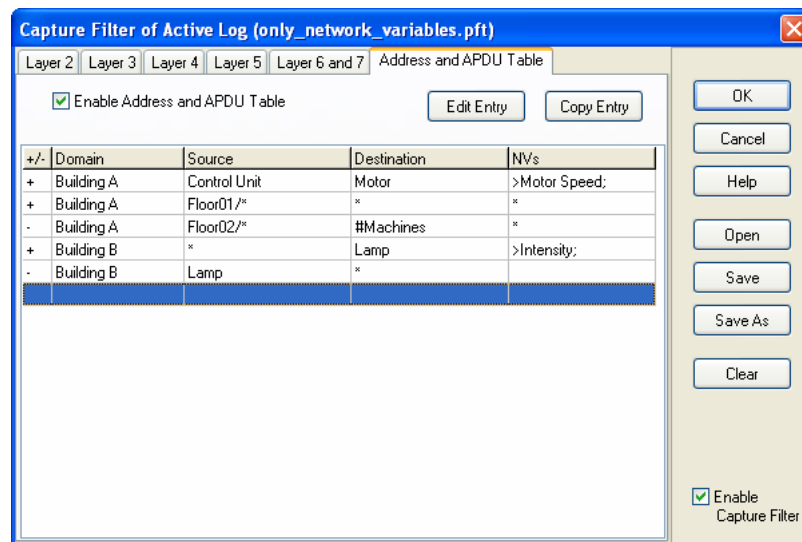 Capture Filter of Active Log (only_network_variables.pft)
Layer 2 Layer 3 Layer 4 Layer 5 Layer 6 and 7 Address and APDU Table
Enable Address and APDU Table Edit Entry Copy Entry
+/- Domain Source Destination NVs
+ Building A Control Unit Motor >Motor Speed;
+ Building A Floor01/* * *
- Building A Floor02/* #Machines *
+ Building B * Lamp >Intensity;
- Building B Lamp *
OK
Cancel
Help
Open
Save
Save As
Clear
Enable
Capture Filter